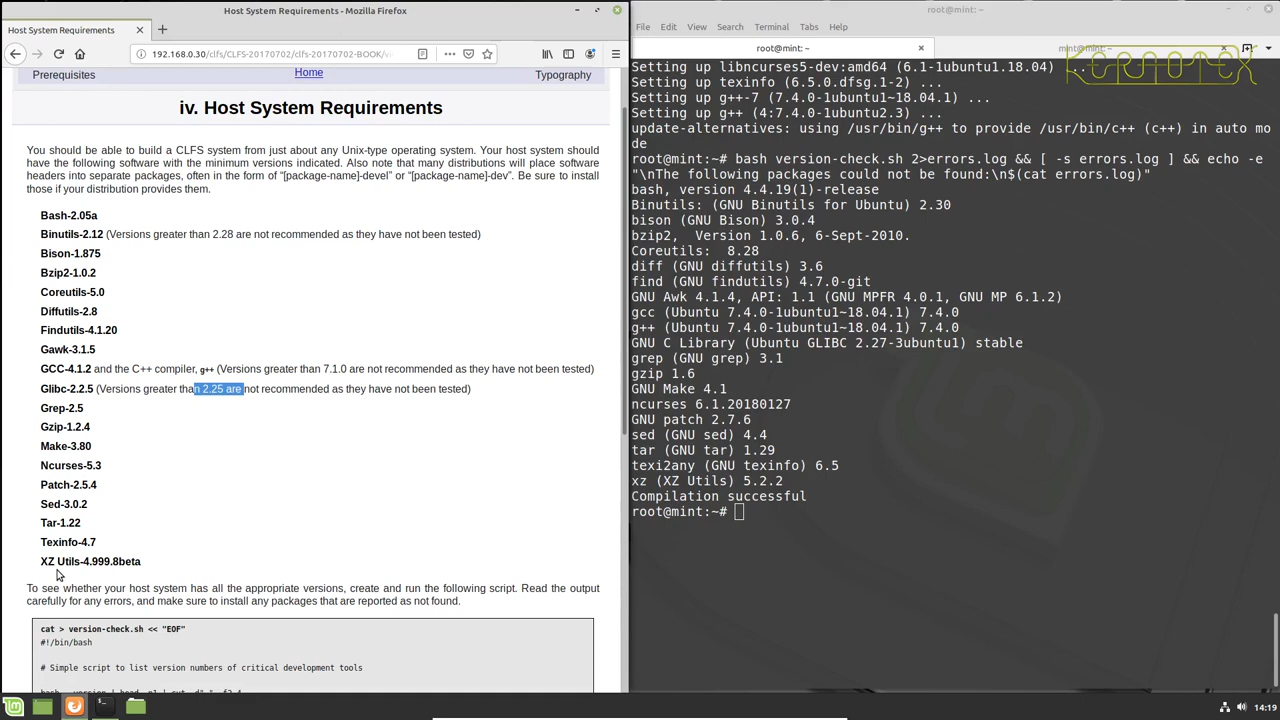 Host System Requirements - Mozilla Firefox
Host System Requirements
192.168.0.30/clfs/CLFS-20170702/clfs-20170702-BOOK/v
Prerequisites
Home
Typography
iv. Host System Requirements
You should be able to build a CLFS system from just about any Unix-type operating system. Your host system should
have the following software with the minimum versions indicated. Also note that many distributions will place software
headers into separate packages, often in the form of “[package-name]-devel” or “[package-name]-dev”. Be sure to install
those if your distribution provides them.
Bash-2.05a
Binutils-2.12 (Versions greater than 2.28 are not recommended as they have not been tested)
Bison-1.875
Bzip2-1.0.2
Coreutils-5.0
Diffutils-2.8
Findutils-4.1.20
Gawk-3.1.5
GCC-4.1.2 and the C++ compiler, g++ (Versions greater than 7.1.0 are not recommended as they have not been tested)
Glibc-2.2.5 (Versions greater than 2.25 are not recommended as they have not been tested)
Grep-2.5
Gzip-1.2.4
Make-3.80
Ncurses-5.3
Patch-2.5.4
Sed-3.0.2
Tar-1.22
Texinfo-4.7
XZ Utils-4.999.8beta
To see whether your host system has all the appropriate versions, create and run the following script. Read the output
carefully for any errors, and make sure to install any packages that are reported as not found.
cat > version-check.sh << "EOF"
#!/bin/bash
# Simple script to list version numbers of critical development tools
root@mint: ~
File Edit View Search Terminal Tabs Help
root@mint: ~
root@mint: ~
Setting up libncurses5-dev:amd64 (6.1-1ubuntu1.18.04) ...
Setting up texinfo (6.5.0.dfsg.1-2) ...
Setting up g++-7 (7.4.0-1ubuntu1~18.04.1) ...
Setting up g++ (4:7.4.0-1ubuntu2.3) ...
update-alternatives: using /usr/bin/g++ to provide /usr/bin/c++ (c++) in auto mo
de
root@mint:~# bash version-check.sh 2>errors.log && [ -s errors.log ] && echo -e
"\nThe following packages could not be found:\n$(cat errors.log)"
bash, version 4.4.19(1)-release
Binutils: (GNU Binutils for Ubuntu) 2.30
bison (GNU Bison) 3.0.4
bzip2,  Version 1.0.6, 6-Sept-2010.
Coreutils:  8.28
diff (GNU diffutils) 3.6
find (GNU findutils) 4.7.0-git
GNU Awk 4.1.4, API: 1.1 (GNU MPFR 4.0.1, GNU MP 6.1.2)
gcc (Ubuntu 7.4.0-1ubuntu1~18.04.1) 7.4.0
g++ (Ubuntu 7.4.0-1ubuntu1~18.04.1) 7.4.0
GNU C Library (Ubuntu GLIBC 2.27-3ubuntu1) stable
grep (GNU grep) 3.1
gzip 1.6
GNU Make 4.1
ncurses 6.1.20180127
GNU patch 2.7.6
sed (GNU sed) 4.4
tar (GNU tar) 1.29
texi2any (GNU texinfo) 6.5
xz (XZ Utils) 5.2.2
Compilation successful
root@mint:~#
14:19